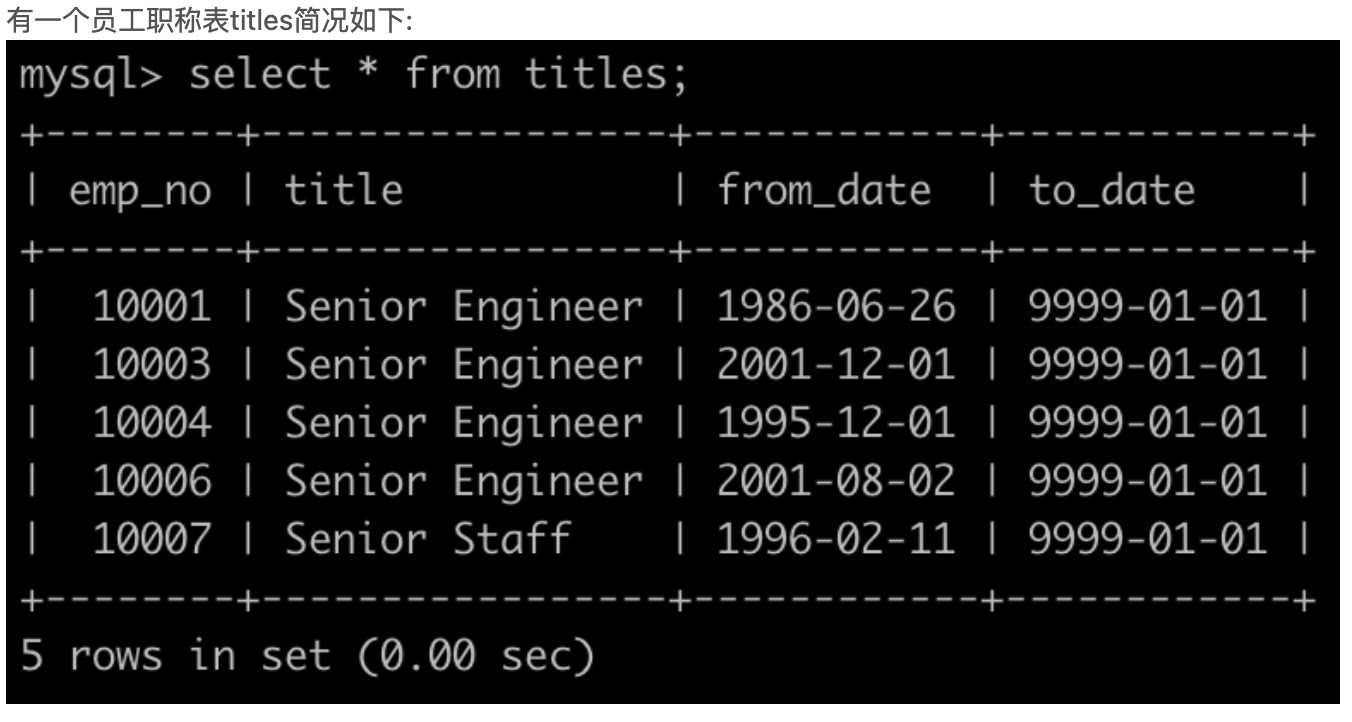 有一个员工职称表titles简况如下:
mysql> select * from titles;
+--------+-----------------+------------+------------+
| emp_no | title           | from_date  | to_date    |
+--------+-----------------+------------+------------+
|  10001 | Senior Engineer | 1986-06-26 | 9999-01-01 |
|  10003 | Senior Engineer | 2001-12-01 | 9999-01-01 |
|  10004 | Senior Engineer | 1995-12-01 | 9999-01-01 |
|  10006 | Senior Engineer | 2001-08-02 | 9999-01-01 |
|  10007 | Senior Staff    | 1996-02-11 | 9999-01-01 |
+--------+-----------------+------------+------------+
5 rows in set (0.00 sec)